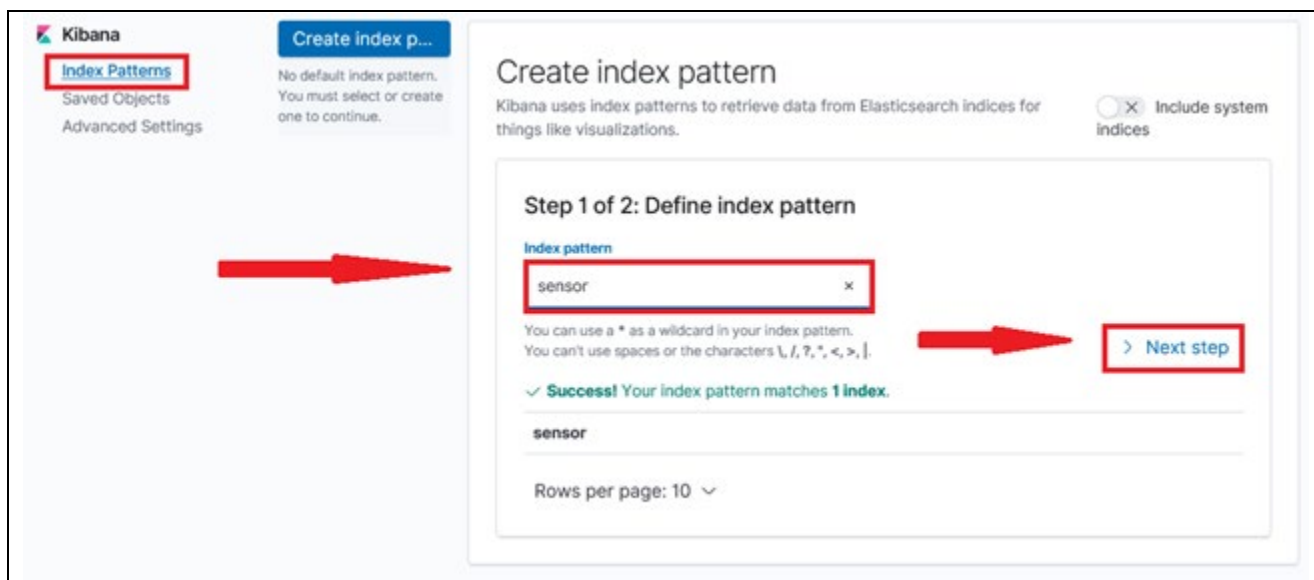 Kibana
Index Patterns
Saved Objects
Advanced Settings
Create index p...
No default index pattern.
You must select or create
one to continue.
Create index pattern
Kibana uses index patterns to retrieve data from Elasticsearch indices for
things like visualizations.
Include system
indices
Step 1 of 2: Define index pattern
Index pattern
sensor
You can use a * as a wildcard in your index pattern.
You can't use spaces or the characters \, /, ?, ", <, >, |.
Next step
Success! Your index pattern matches 1 index.
sensor
Rows per page: 10